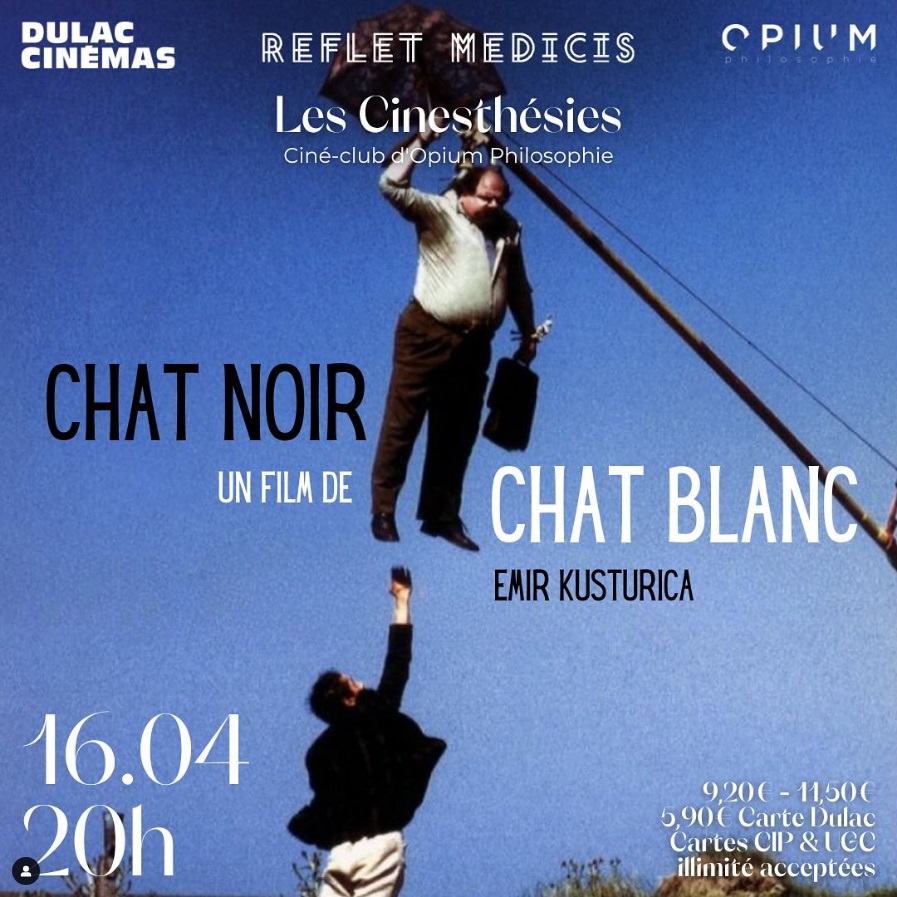 DULAC
CINÉMAS
REFLET MEDICIS
OPIUM
philosophie
Les Cinesthésies
Ciné-club d'Opium Philosophie
CHAT NOIR
UN FILM DE
CHAT BLANC
EMIR KUSTURICA
16.04
20h
9,20€ - 11,50€
5,90€ Carte Dulac
Cartes CIP & UGC
illimité acceptées